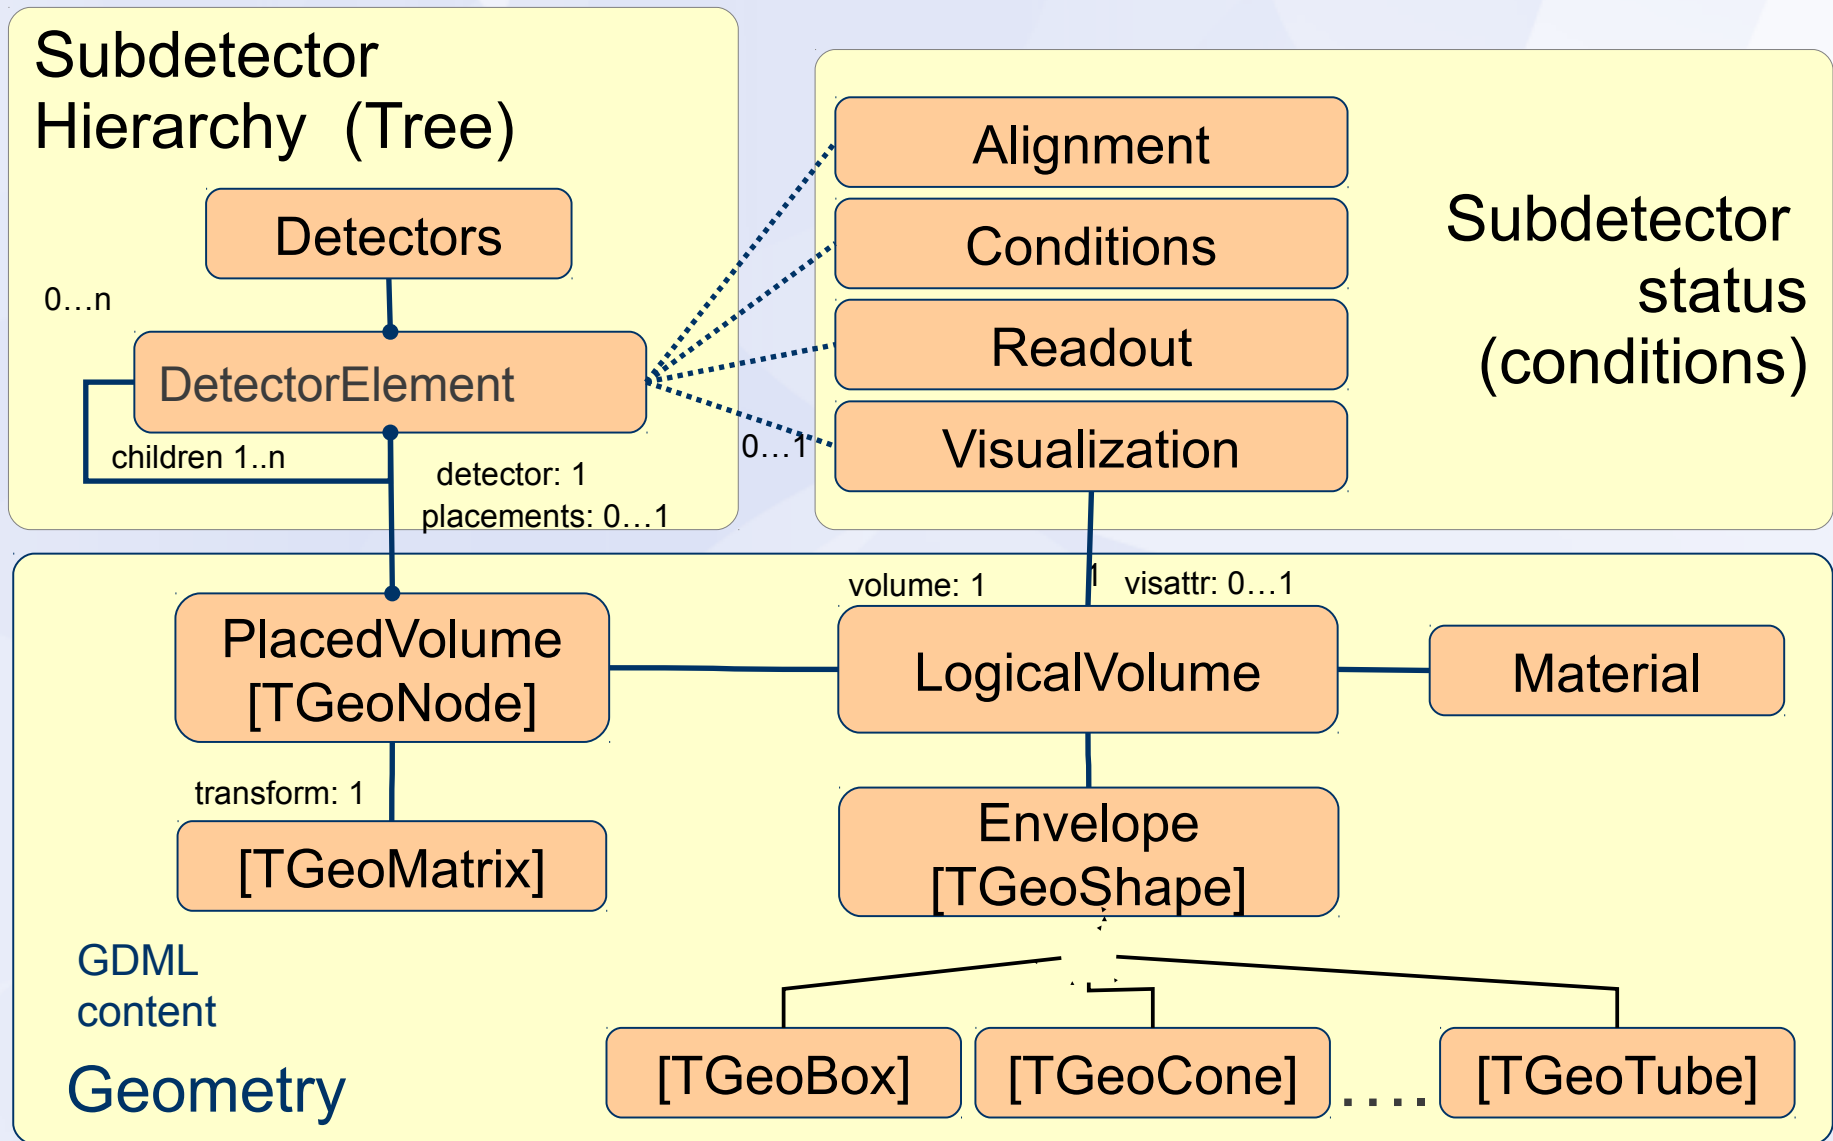 Subdetector
Hierarchy (Tree)
Detectors
0…n
DetectorElement
children 1..n
detector: 1
placements: 0…1
Alignment
Conditions
Readout
Visualization
0…1
Subdetector
status
(conditions)
volume: 1
1
visattr: 0…1
PlacedVolume
[TGeoNode]
LogicalVolume
Material
transform: 1
[TGeoMatrix]
Envelope
[TGeoShape]
GDML
content
Geometry
[TGeoBox]
[TGeoCone]
....
[TGeoTube]